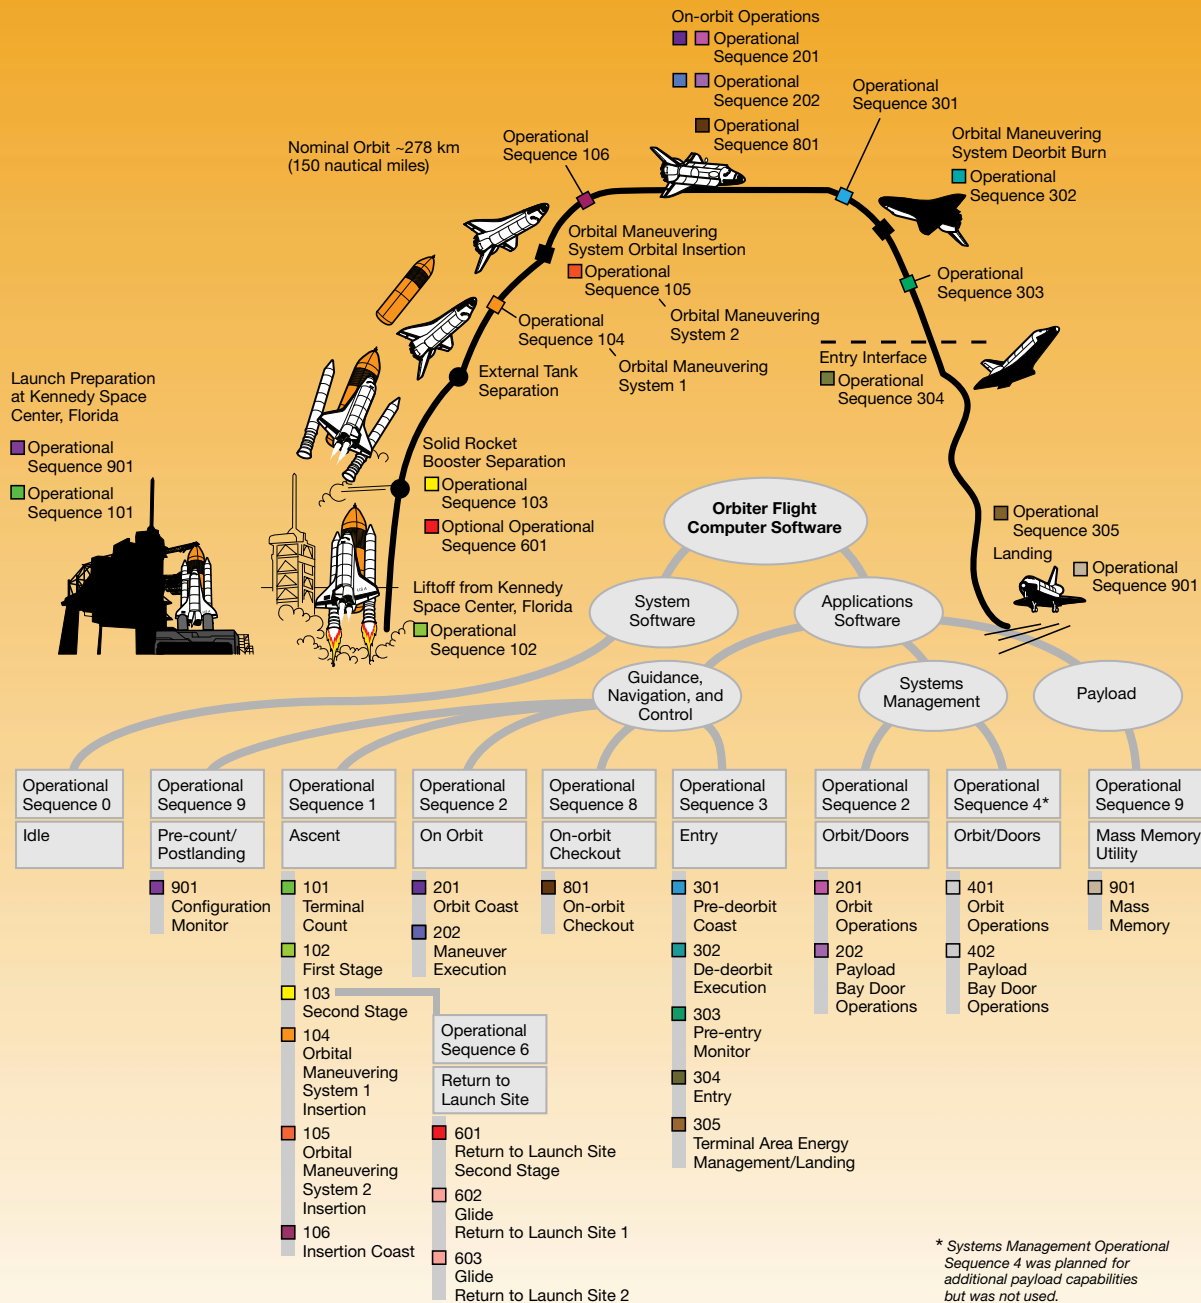 On-orbit Operations
Operational
Sequence 201
Operational
Sequence 202
Operational
Sequence 801
Operational
Sequence 301
Orbital Maneuvering
System Deorbit Burn
Operational
Sequence 302
Operational
Sequence 106
Nominal Orbit ~278 km
(150 nautical miles)
Orbital Maneuvering
System Orbital Insertion
Operational
Sequence 105
Orbital Maneuvering
System 2
Operational
Sequence 104
Orbital Maneuvering
System 1
External Tank
Separation
Operational
Sequence 303
Entry Interface
Operational
Sequence 304
Launch Preparation
at Kennedy Space
Center, Florida
Operational
Sequence 901
Operational
Sequence 101
Solid Rocket
Booster Separation
Operational
Sequence 103
Optional Operational
Sequence 601
Liftoff from Kennedy
Space Center, Florida
Operational
Sequence 102
USA
Operational
Sequence 305
Landing
Operational
Sequence 901
Orbiter Flight
Computer Software
System
Software
Applications
Software
Guidance,
Navigation, and
Control
Systems
Management
Payload
Operational
Sequence 0
Idle
Operational
Sequence 9
Pre-count/
Postlanding
901
Configuration
Monitor
Operational
Sequence 1
Ascent
101
Terminal
Count
102
First Stage
103
Second Stage
104
Orbital
Maneuvering
System 1
Insertion
105
Orbital
Maneuvering
System 2
Insertion
106
Insertion Coast
Operational
Sequence 2
On Orbit
201
Orbit Coast
202
Maneuver
Execution
Operational
Sequence 6
Return to
Launch Site
601
Return to Launch Site
Second Stage
602
Glide
Return to Launch Site 1
603
Glide
Return to Launch Site 2
Operational
Sequence 8
On-orbit
Checkout
801
On-orbit
Checkout
Operational
Sequence 3
Entry
301
Pre-deorbit
Coast
302
De-deorbit
Execution
303
Pre-entry
Monitor
304
Entry
305
Terminal Area Energy
Management/Landing
Operational
Sequence 2
Orbit/Doors
201
Orbit
Operations
202
Payload
Bay Door
Operations
Operational
Sequence 4*
Orbit/Doors
401
Orbit
Operations
402
Payload
Bay Door
Operations
Operational
Sequence 9
Mass Memory
Utility
901
Mass
Memory
* Systems Management Operational
Sequence 4 was planned for
additional payload capabilities
but was not used.